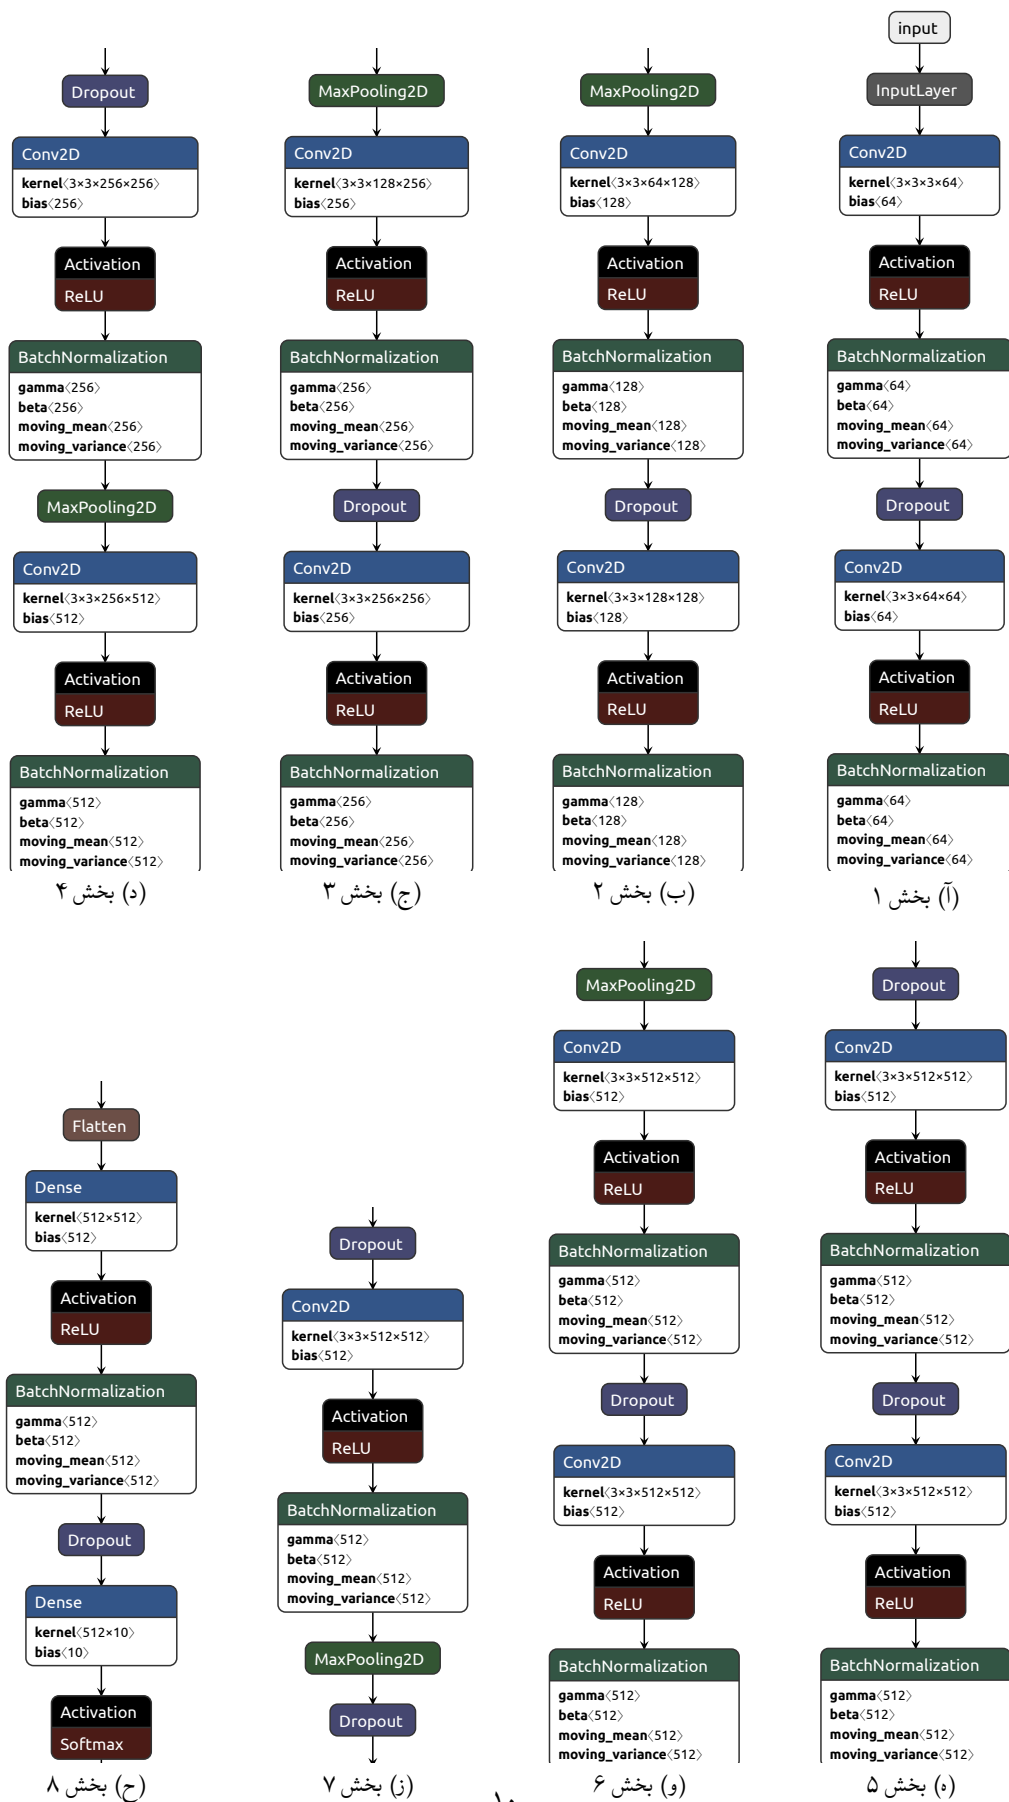 input
InputLayer
Conv2D
kernel〈3×3×3×64〉
bias〈64〉
Activation
ReLU
BatchNormalization
gamma〈64〉
beta〈64〉
moving_mean〈64〉
moving_variance〈64〉
Dropout
Conv2D
kernel〈3×3×64×64〉
bias〈64〉
Activation
ReLU
BatchNormalization
gamma〈64〉
beta〈64〉
moving_mean〈64〉
moving_variance〈64〉
(آ) بخش ۱
MaxPooling2D
Conv2D
kernel〈3×3×64×128〉
bias〈128〉
Activation
ReLU
BatchNormalization
gamma〈128〉
beta〈128〉
moving_mean〈128〉
moving_variance〈128〉
Dropout
Conv2D
kernel〈3×3×128×128〉
bias〈128〉
Activation
ReLU
BatchNormalization
gamma〈128〉
beta〈128〉
moving_mean〈128〉
moving_variance〈128〉
(ب) بخش ۲
MaxPooling2D
Conv2D
kernel〈3×3×128×256〉
bias〈256〉
Activation
ReLU
BatchNormalization
gamma〈256〉
beta〈256〉
moving_mean〈256〉
moving_variance〈256〉
Dropout
Conv2D
kernel〈3×3×256×256〉
bias〈256〉
Activation
ReLU
BatchNormalization
gamma〈256〉
beta〈256〉
moving_mean〈256〉
moving_variance〈256〉
(ج) بخش ۳
Dropout
Conv2D
kernel〈3×3×256×256〉
bias〈256〉
Activation
ReLU
BatchNormalization
gamma〈256〉
beta〈256〉
moving_mean〈256〉
moving_variance〈256〉
MaxPooling2D
Conv2D
kernel〈3×3×256×512〉
bias〈512〉
Activation
ReLU
BatchNormalization
gamma〈512〉
beta〈512〉
moving_mean〈512〉
moving_variance〈512〉
(د) بخش ۴
Dropout
Conv2D
kernel〈3×3×512×512〉
bias〈512〉
Activation
ReLU
BatchNormalization
gamma〈512〉
beta〈512〉
moving_mean〈512〉
moving_variance〈512〉
Dropout
Conv2D
kernel〈3×3×512×512〉
bias〈512〉
Activation
ReLU
BatchNormalization
gamma〈512〉
beta〈512〉
moving_mean〈512〉
moving_variance〈512〉
(ه) بخش ۵
MaxPooling2D
Conv2D
kernel〈3×3×512×512〉
bias〈512〉
Activation
ReLU
BatchNormalization
gamma〈512〉
beta〈512〉
moving_mean〈512〉
moving_variance〈512〉
Dropout
Conv2D
kernel〈3×3×512×512〉
bias〈512〉
Activation
ReLU
BatchNormalization
gamma〈512〉
beta〈512〉
moving_mean〈512〉
moving_variance〈512〉
(و) بخش ۶
Dropout
Conv2D
kernel〈3×3×512×512〉
bias〈512〉
Activation
ReLU
BatchNormalization
gamma〈512〉
beta〈512〉
moving_mean〈512〉
moving_variance〈512〉
MaxPooling2D
Dropout
(ز) بخش ۷
Flatten
Dense
kernel〈512×512〉
bias〈512〉
Activation
ReLU
BatchNormalization
gamma〈512〉
beta〈512〉
moving_mean〈512〉
moving_variance〈512〉
Dropout
Dense
kernel〈512×10〉
bias〈10〉
Activation
Softmax
(ح) بخش ۸